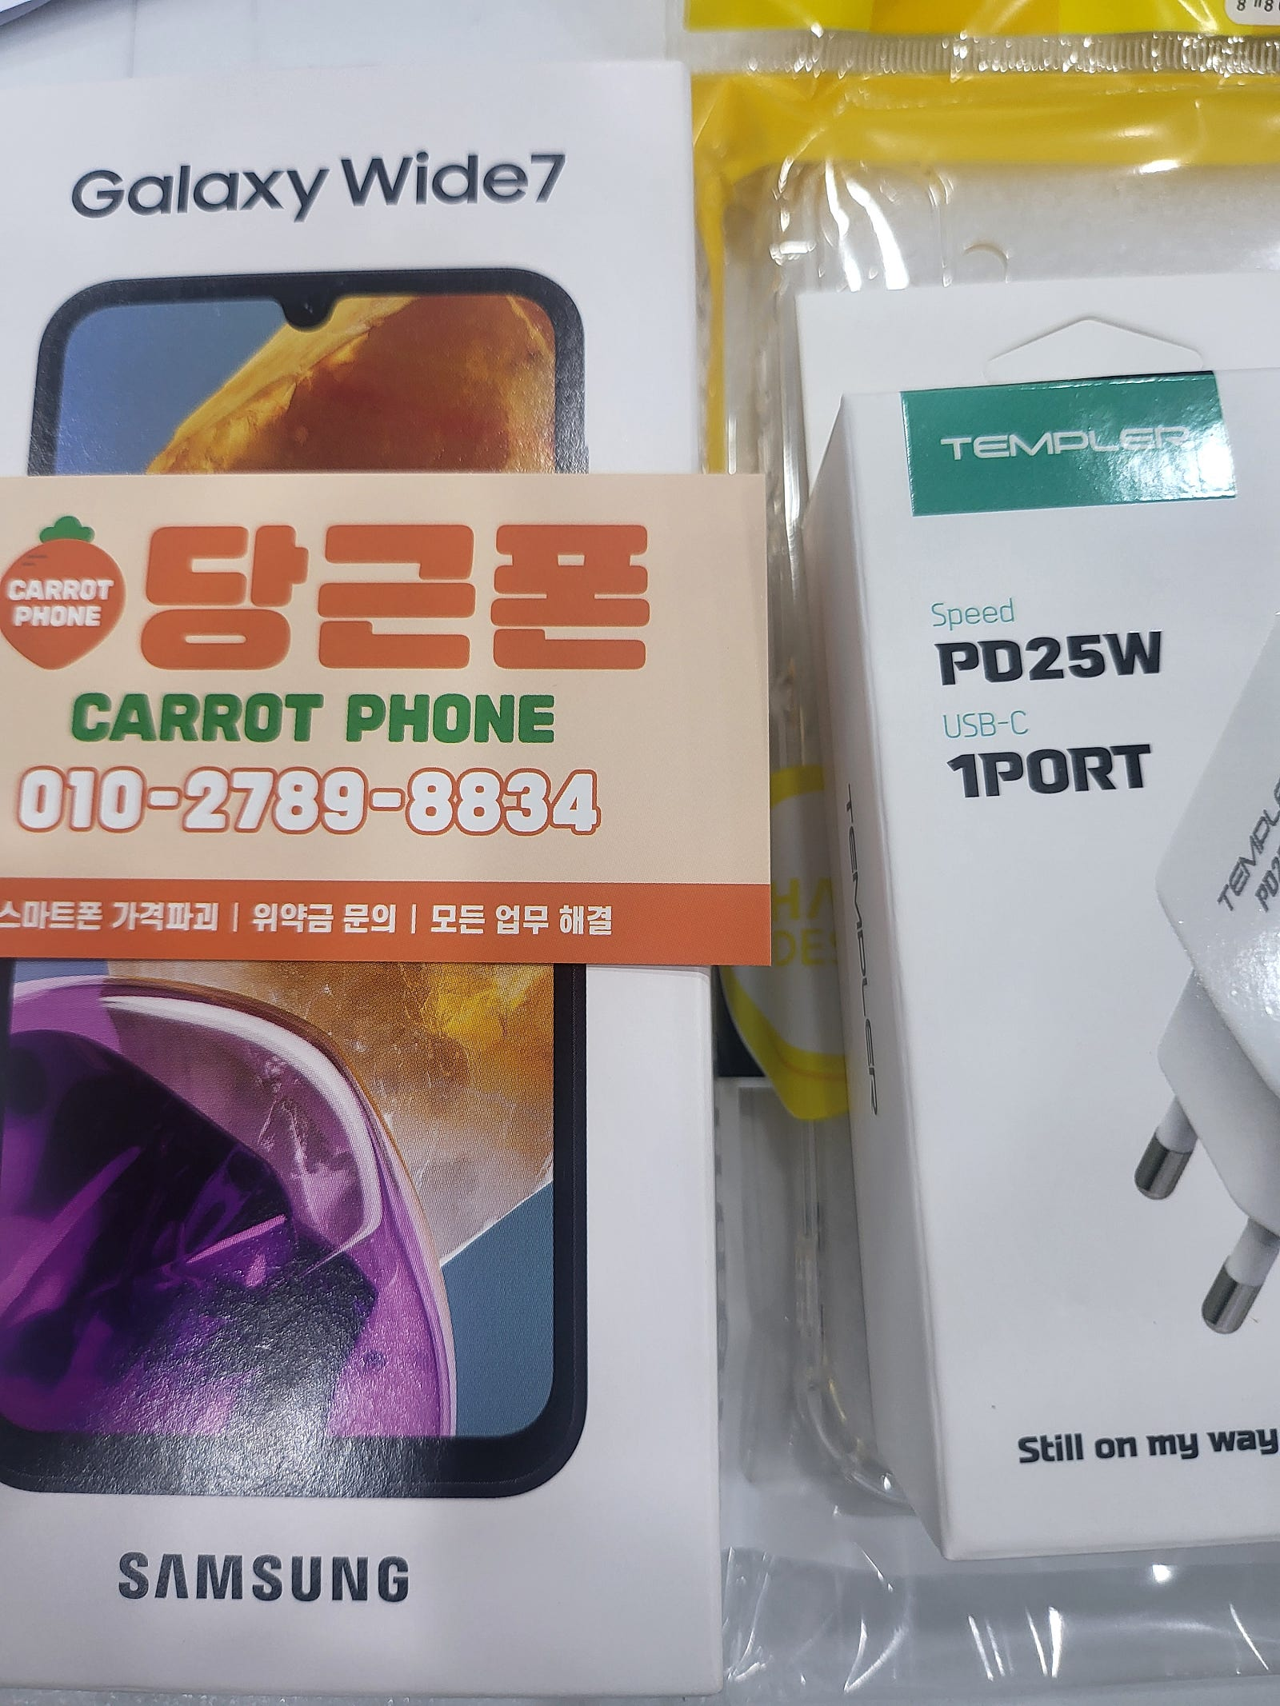 Galaxy Wide7
CARROT
PHONE
당근폰
CARROT PHONE
010-2789-8834
스마트폰 가격파괴 | 위약금 문의 | 모든 업무 해결
SAMSUNG
TEMPLER
Speed
PD25W
USB-C
1PORT
TEMPLER
Still on my way